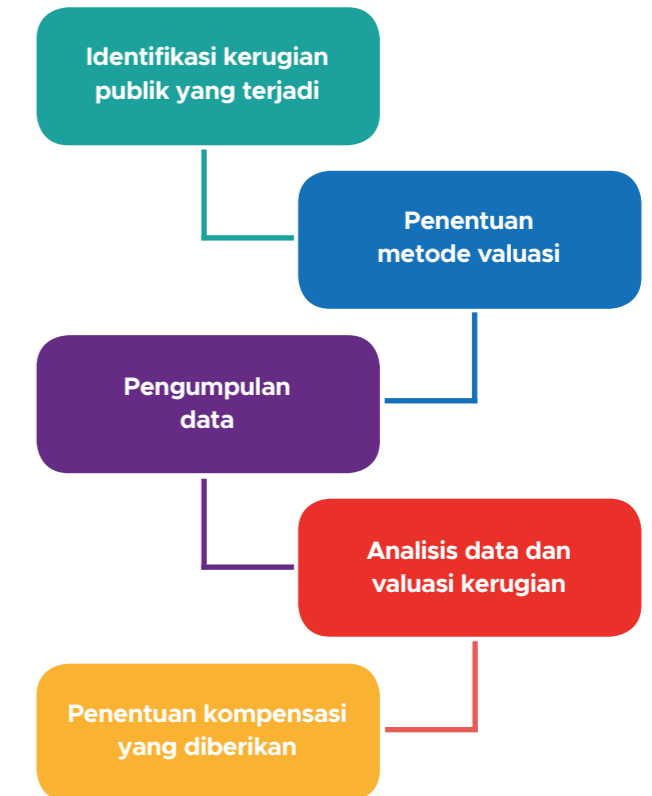 Identifikasi kerugian
publik yang terjadi
Penentuan
metode valuasi
Pengumpulan
data
Analisis data dan
valuasi kerugian
Penentuan kompensasi
yang diberikan